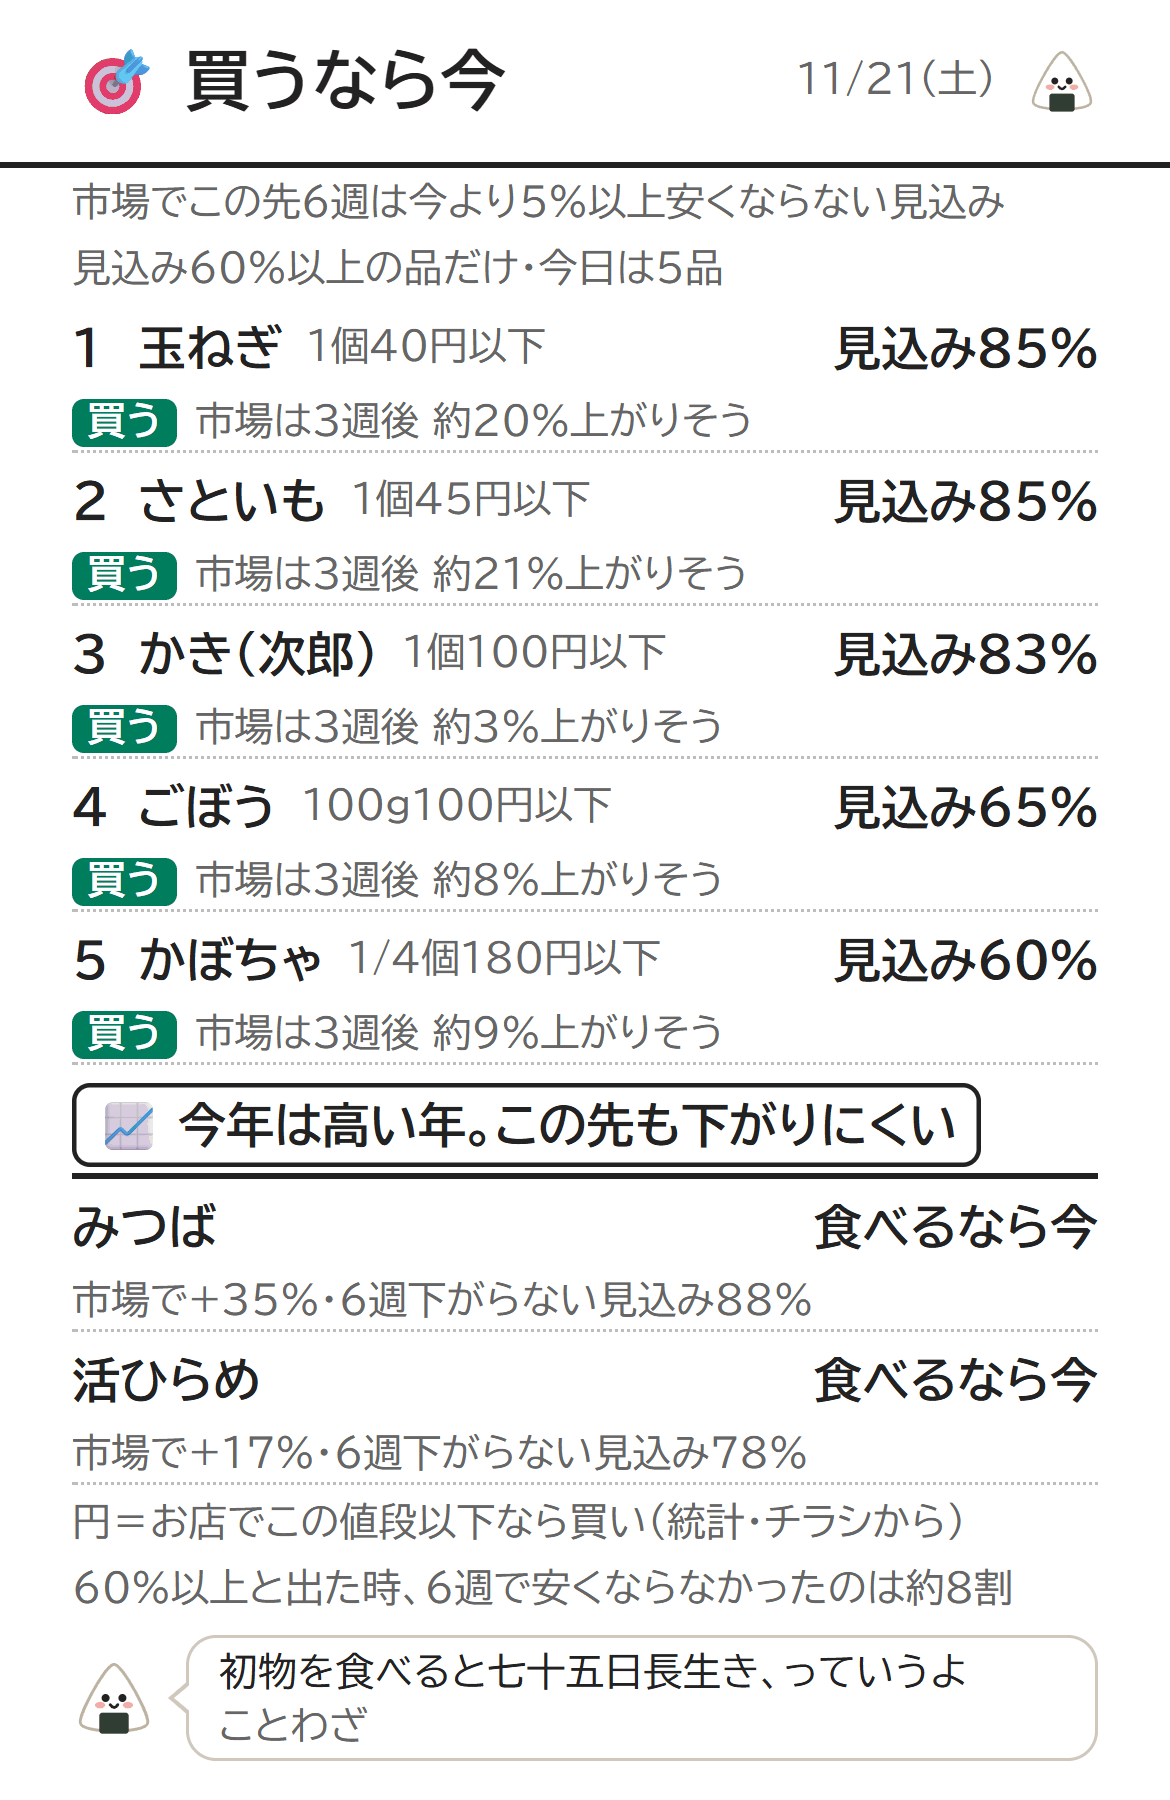 買うなら今
11/21(土)
市場でこの先6週は今より5%以上安くならない見込み
見込み60%以上の品だけ・今日は5品
1 玉ねぎ 1個40円以下 見込み85%
買う 市場は3週後 約20%上がりそう
2 さといも 1個45円以下 見込み85%
買う 市場は3週後 約21%上がりそう
3 かき(次郎) 1個100円以下 見込み83%
買う 市場は3週後 約3%上がりそう
4 ごぼう 100g100円以下 見込み65%
買う 市場は3週後 約8%上がりそう
5 かぼちゃ 1/4個180円以下 見込み60%
買う 市場は3週後 約9%上がりそう
今年は高い年。この先も下がりにくい
みつば 食べるなら今
市場で+35%・6週下がらない見込み88%
活ひらめ 食べるなら今
市場で+17%・6週下がらない見込み78%
円=お店でこの値段以下なら買い(統計・チラシから)
60%以上と出た時、6週で安くならなかったのは約8割
初物を食べると七十五日長生き、っていうよ
ことわざ